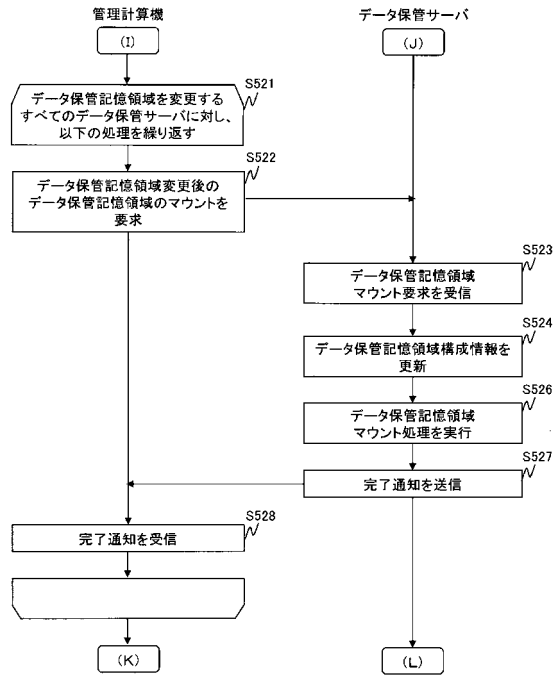 管理計算機
データ保管サーバ
(I)
(J)
S521
データ保管記憶領域を変更する
すべてのデータ保管サーバに対し、
以下の処理を繰り返す
S522
データ保管記憶領域変更後の
データ保管記憶領域のマウントを
要求
S523
データ保管記憶領域
マウント要求を受信
S524
データ保管記憶領域構成情報を
更新
S526
データ保管記憶領域
マウント処理を実行
S527
完了通知を送信
S528
完了通知を受信
(K)
(L)